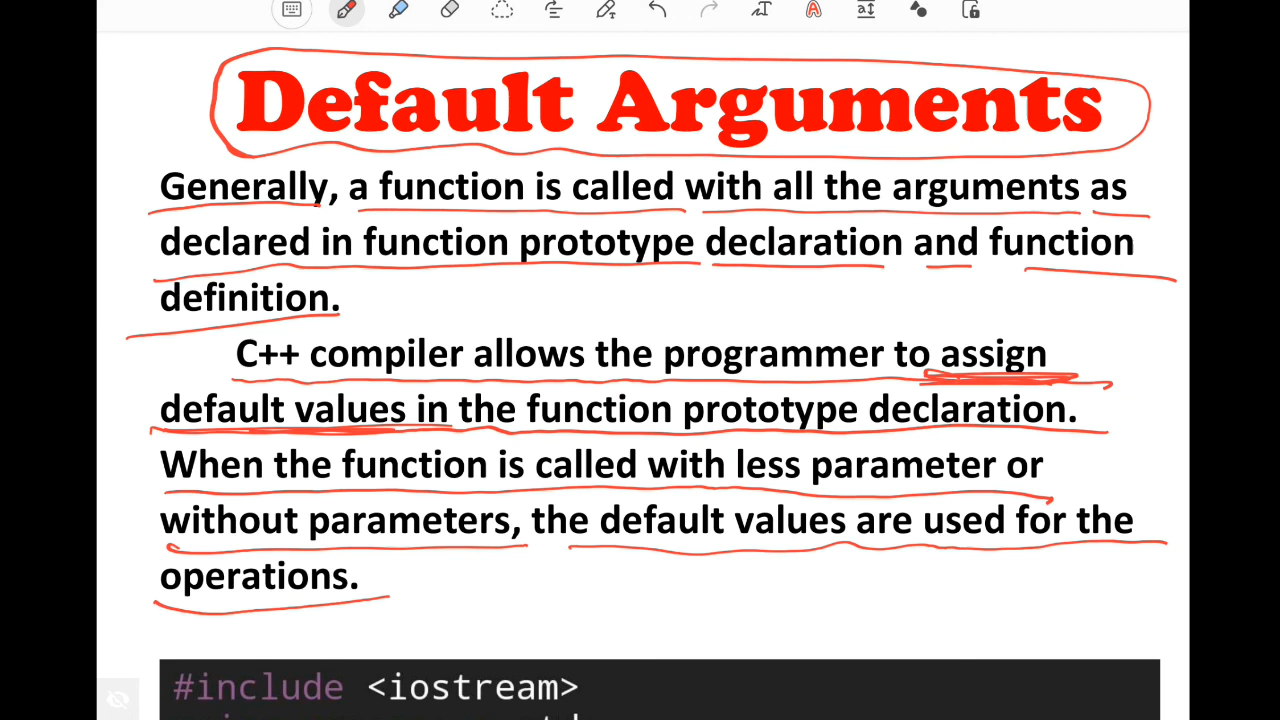 Default Arguments
Generally, a function is called with all the arguments as
declared in function prototype declaration and function
definition.
C++ compiler allows the programmer to assign
default values in the function prototype declaration.
When the function is called with less parameter or
without parameters, the default values are used for the
operations.
#include <iostream>